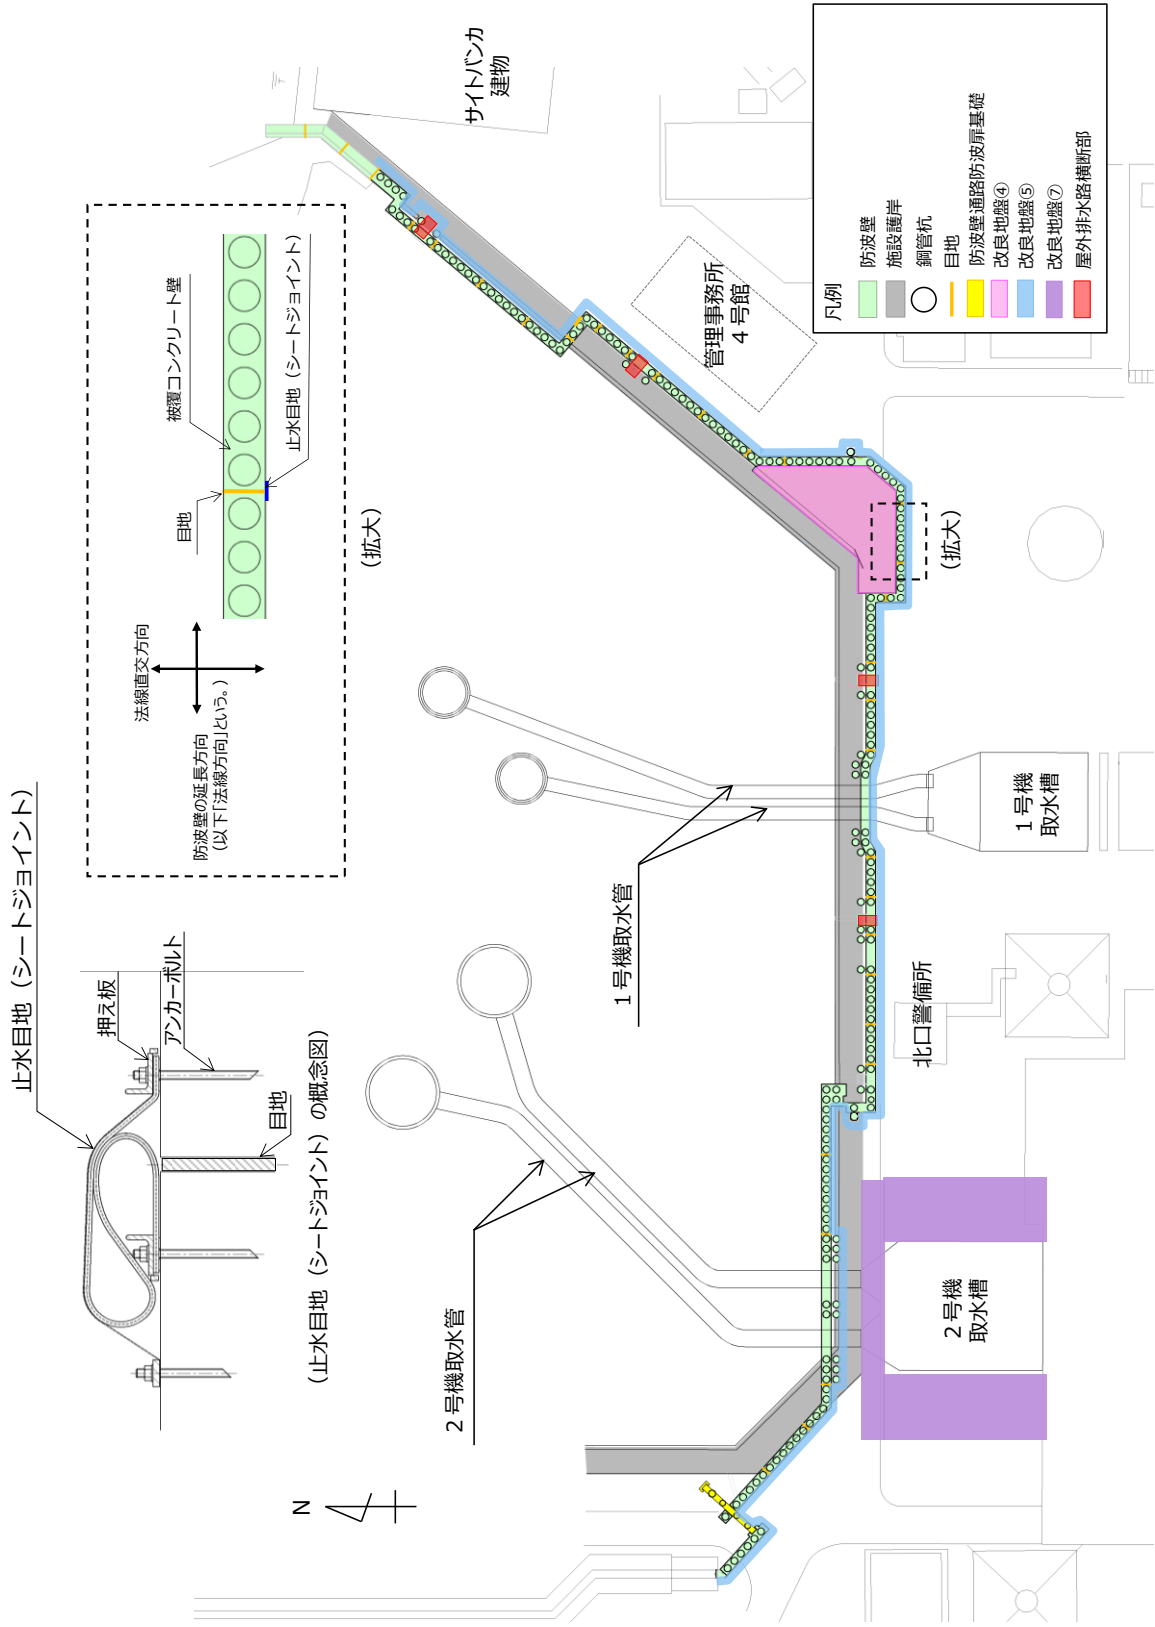 止水目地（シートジョイント）
押え板
アンカーボルト
目地
（止水目地（シートジョイント）の概念図）
法線直交方向
防波壁の延長方向
（以下「法線方向」という。）
目地
被覆コンクリート壁
止水目地（シートジョイント）
（拡大）
サイトバンカ
建物
管理事務所
４号館
（拡大）
1号機取水管
1号機
取水槽
北口警備所
2号機取水管
2号機
取水槽
N
凡例
防波壁
施設護岸
鋼管杭
目地
防波壁通路防波扉基礎
改良地盤④
改良地盤⑤
改良地盤⑦
屋外排水路横断部